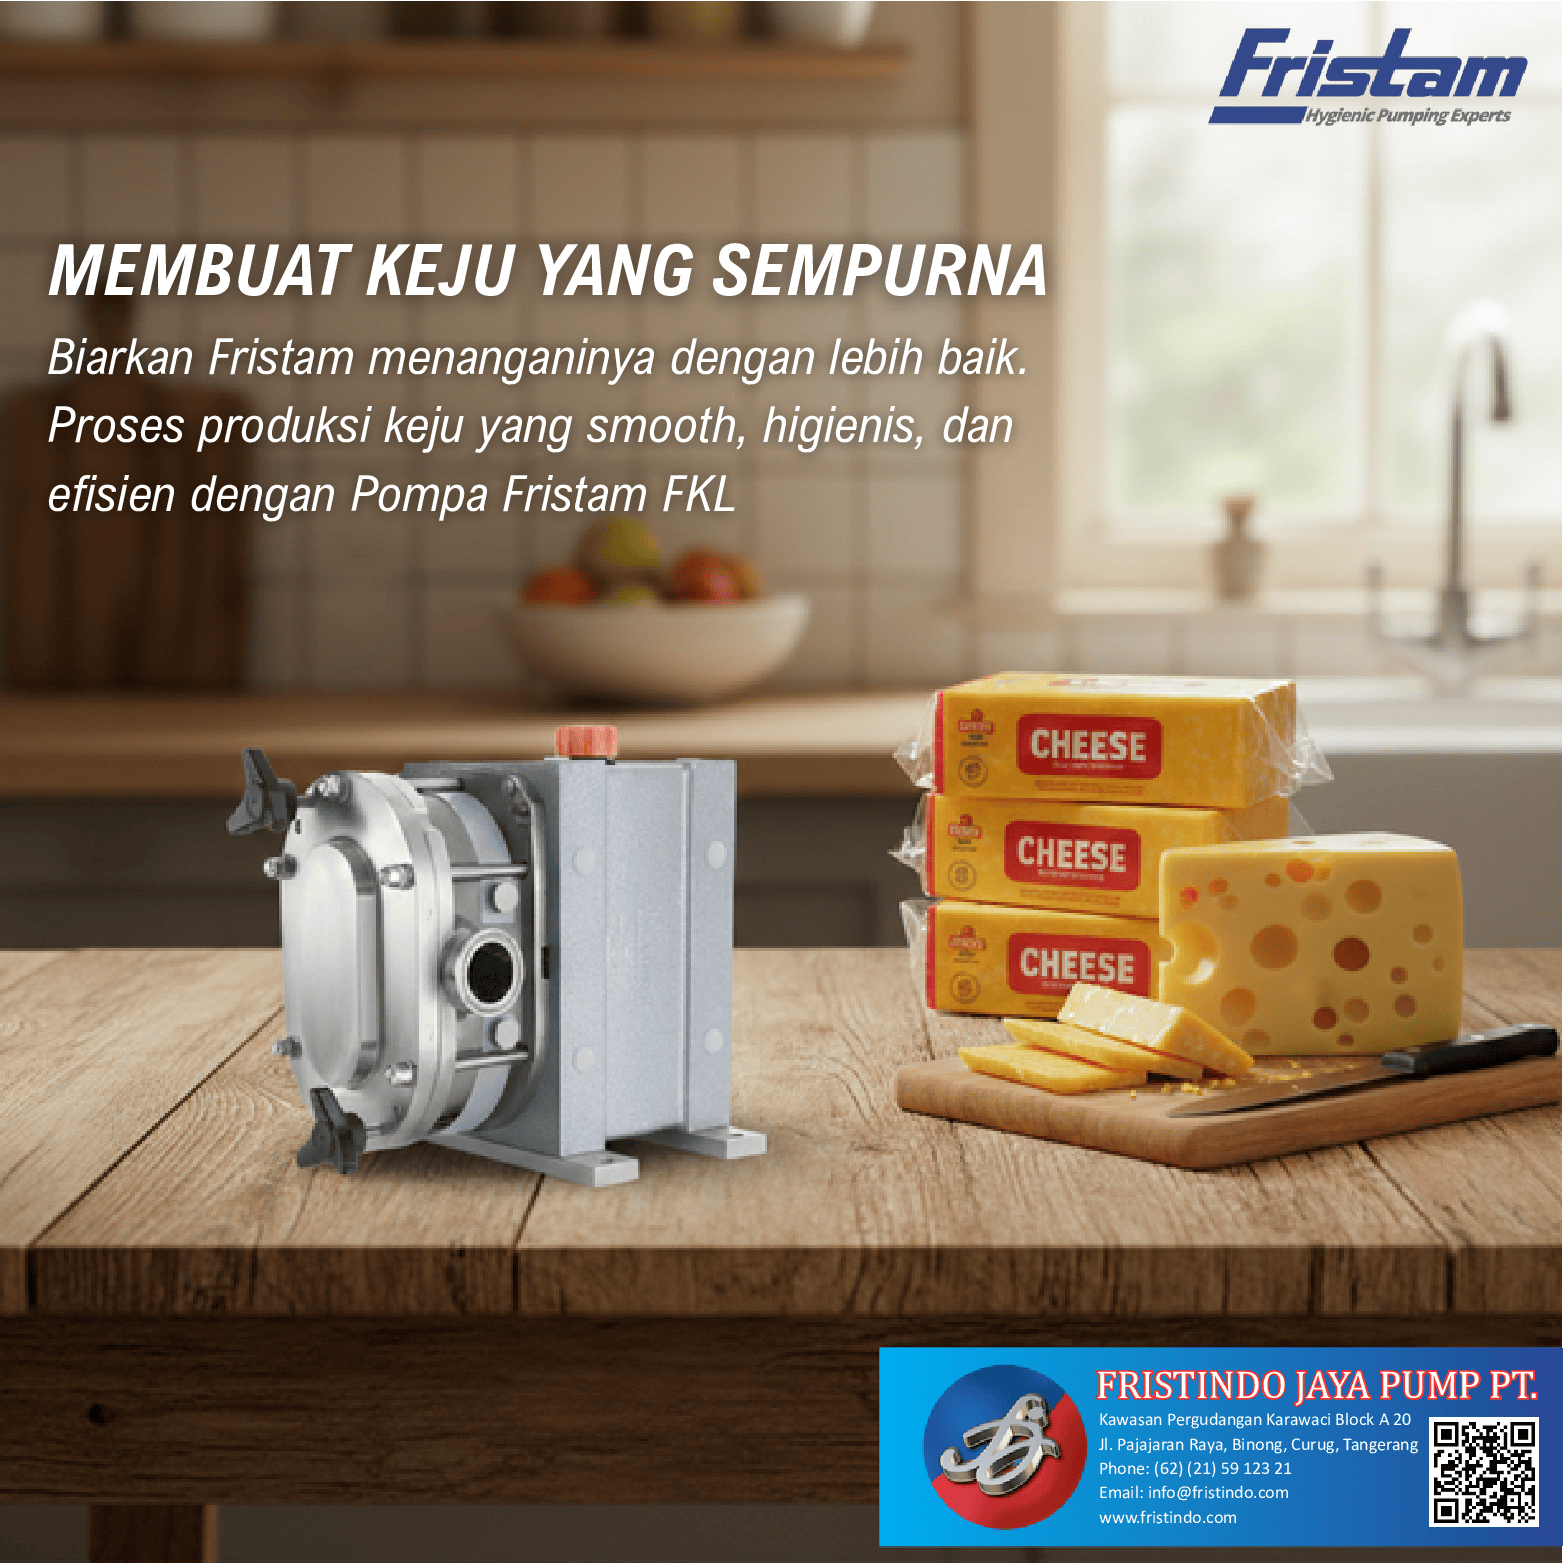 Fristam
Hygienic Pumping Experts
MEMBUAT KEJU YANG SEMPURNA
Biarkan Fristam menanganinya dengan lebih baik.
Proses produksi keju yang smooth, higienis, dan
efisien dengan Pompa Fristam FKL
CHEESE
CHEESE
CHEESE
FRISTINDO JAYA PUMP PT.
Kawasan Pergudangan Karawaci Block A 20
Jl. Pajajaran Raya, Binong, Curug, Tangerang
Phone: (62) (21) 59 123 21
Email: info@fristindo.com
www.fristindo.com